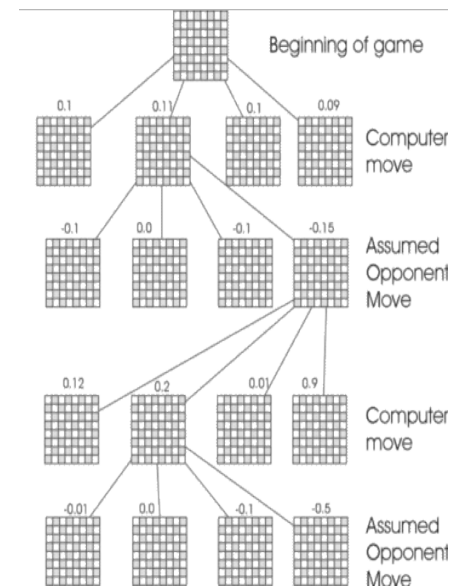 Beginning of game
0.1 0.11 0.1 0.09
Computer
move
-0.1 0.0 -0.1 -0.15
Assumed
Opponent
Move
0.12 0.2 0.01 0.9
Computer
move
-0.01 0.0 -0.1 -0.5
Assumed
Opponent
Move